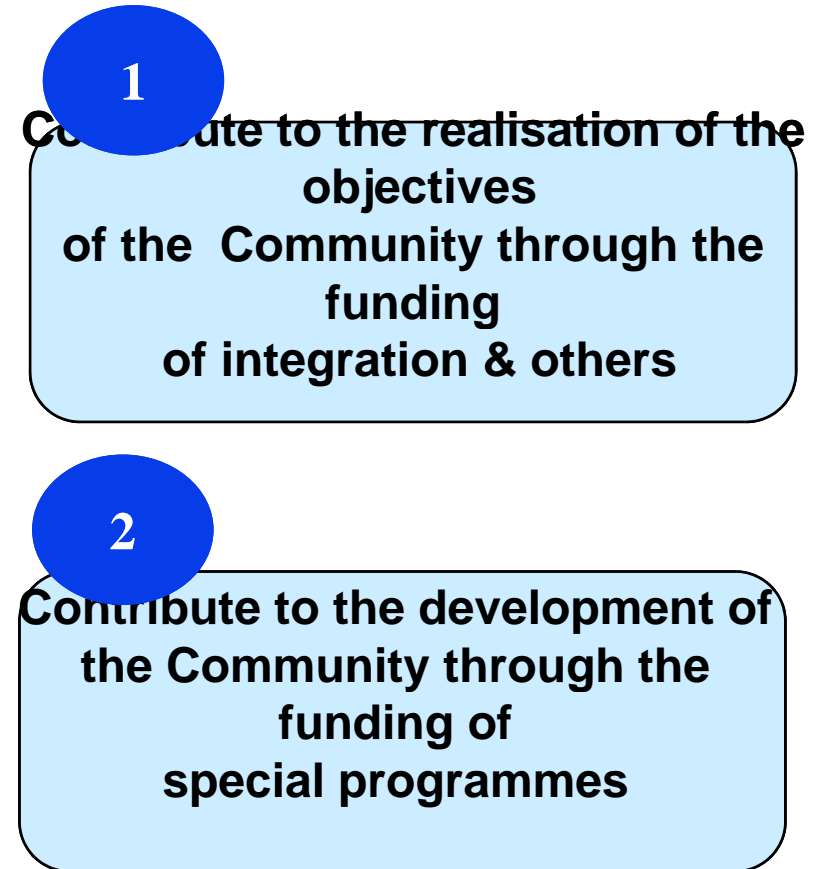 1
Contribute to the realisation of the
objectives
of the Community through the
funding
of integration & others
2
Contribute to the development of
the Community through the
funding of
special programmes